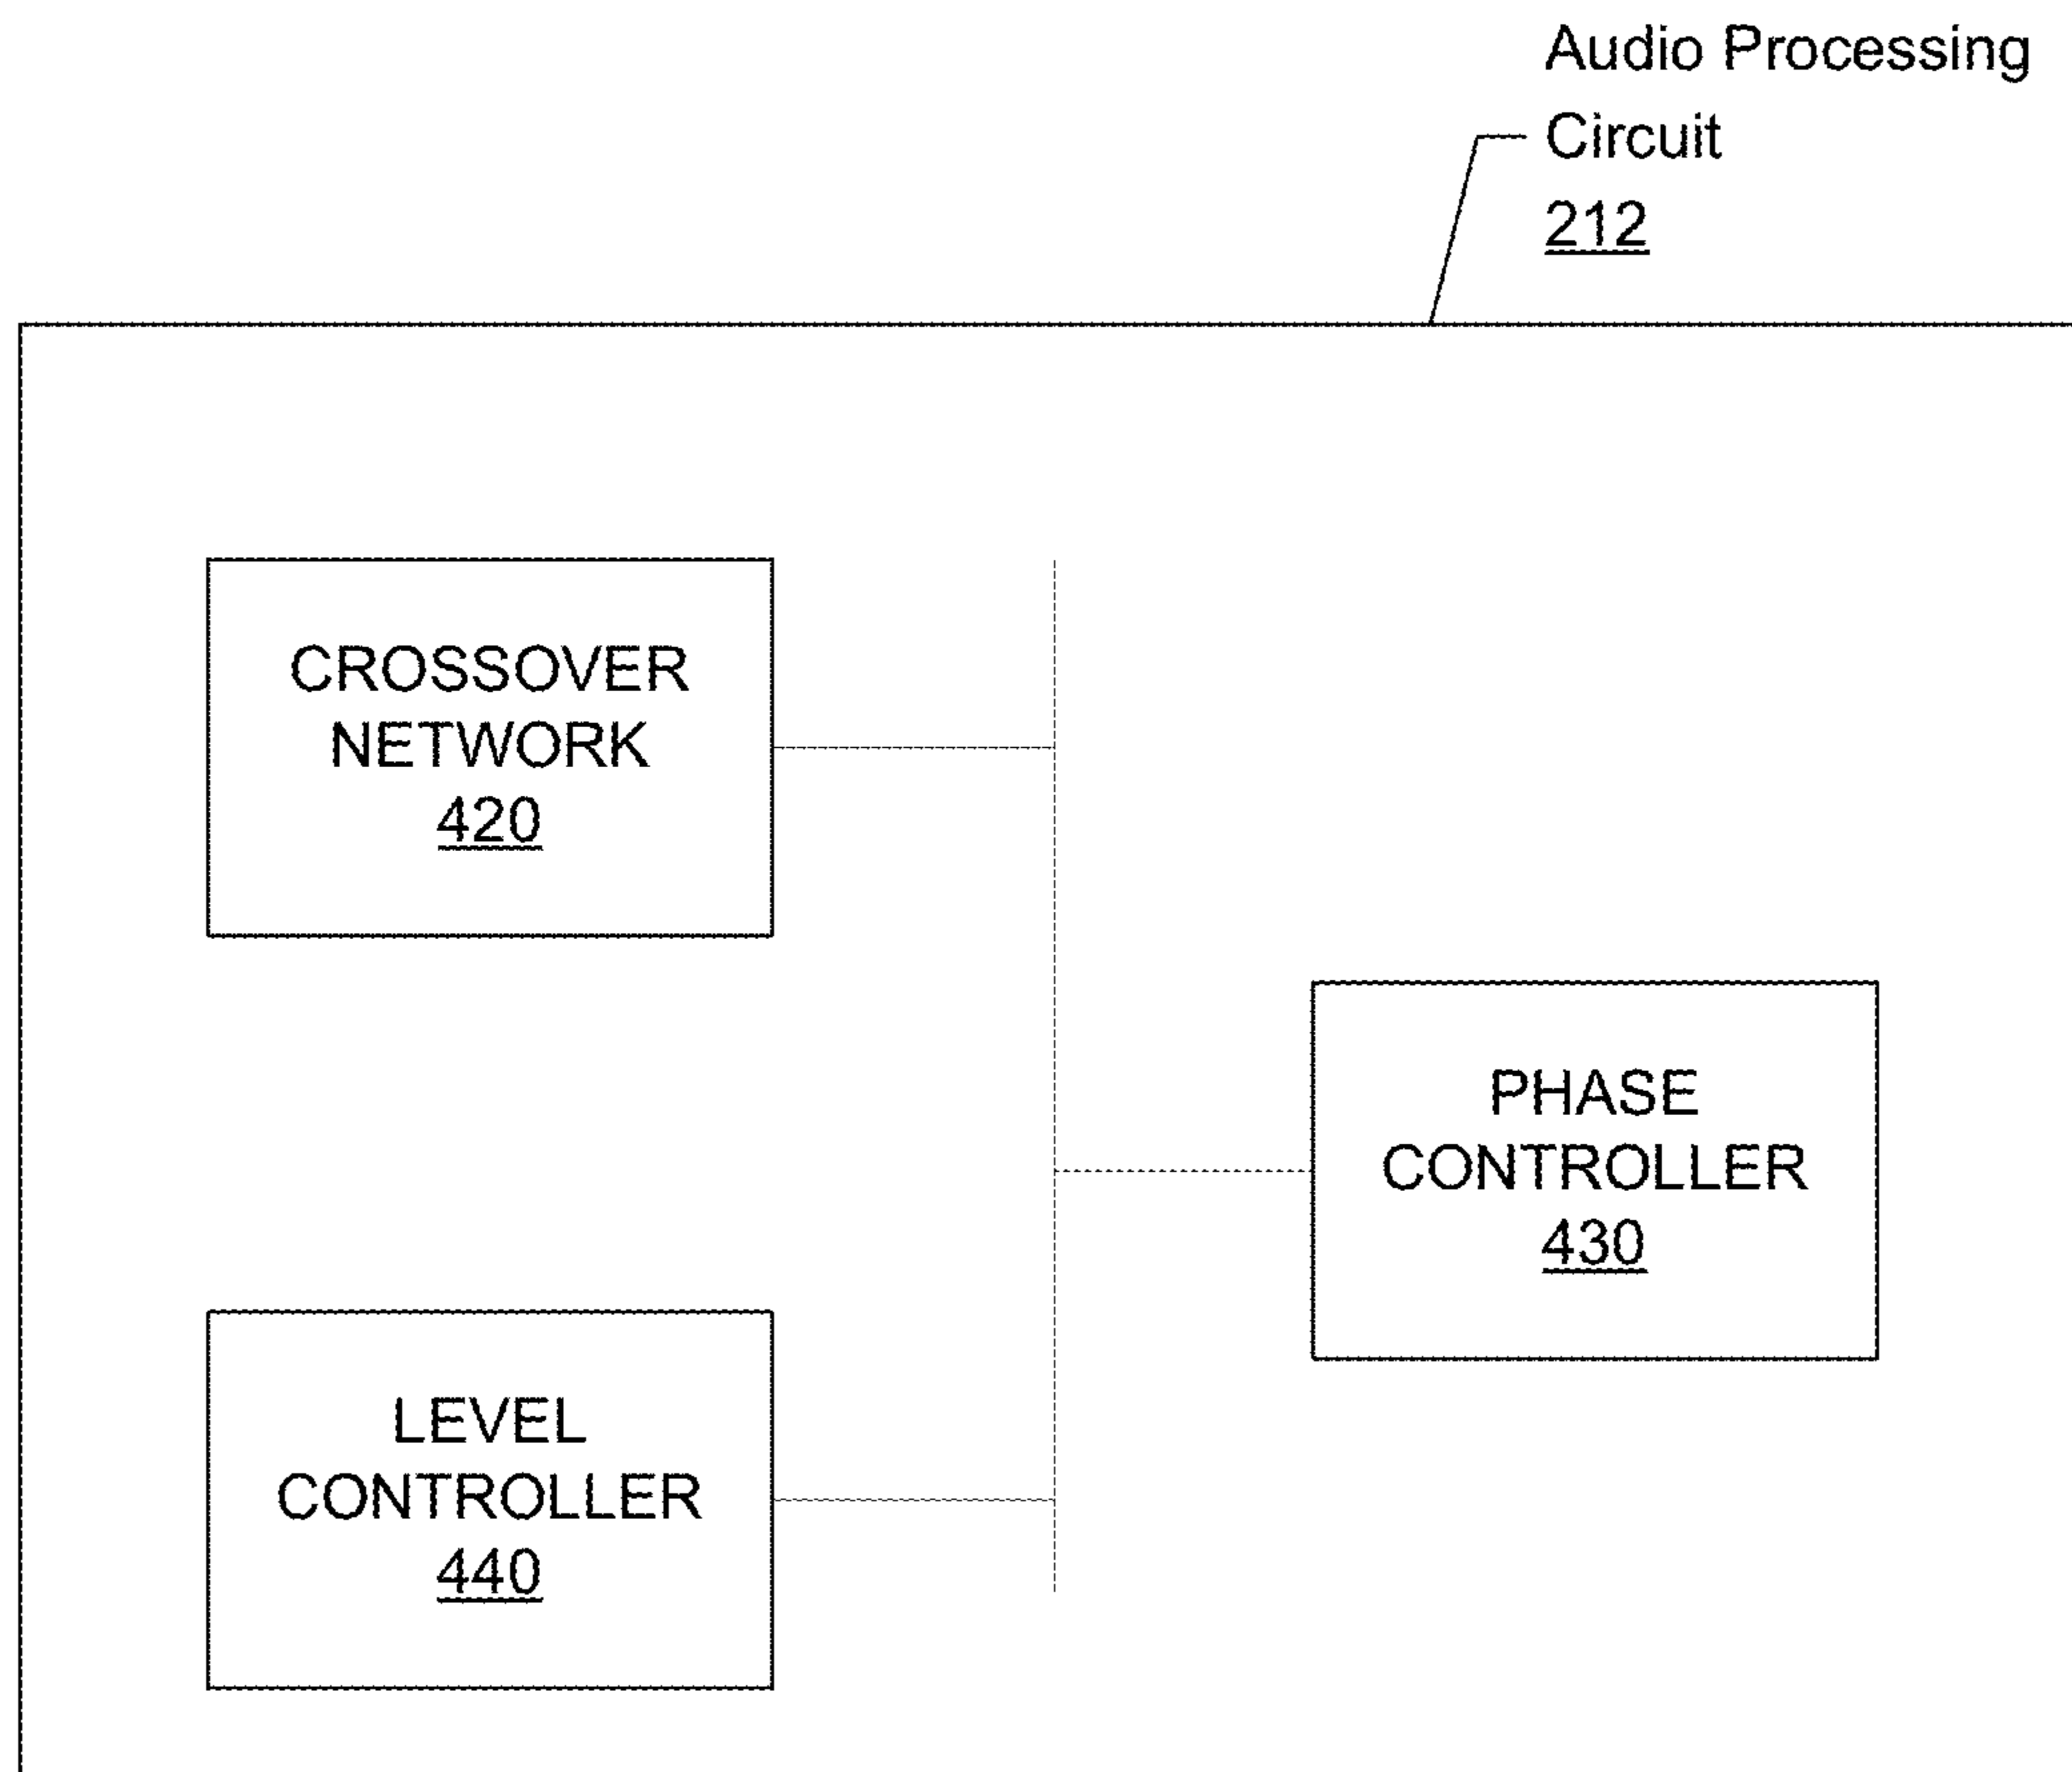 Audio Processing
Circuit
212
CROSSOVER
NETWORK
420
PHASE
CONTROLLER
430
LEVEL
CONTROLLER
440